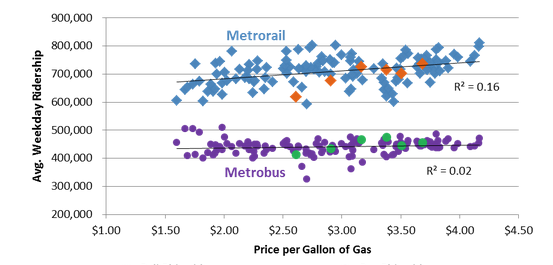 900,000
Metrorail
800,000
700,000
R² = 0.16
600,000
500,000
400,000
Metrobus
R² = 0.02
300,000
200,000
$1.00
$1.50
$2.00
$2.50
$3.00
$3.50
$4.00
$4.50
Avg. Weekday Ridership
Price per Gallon of Gas